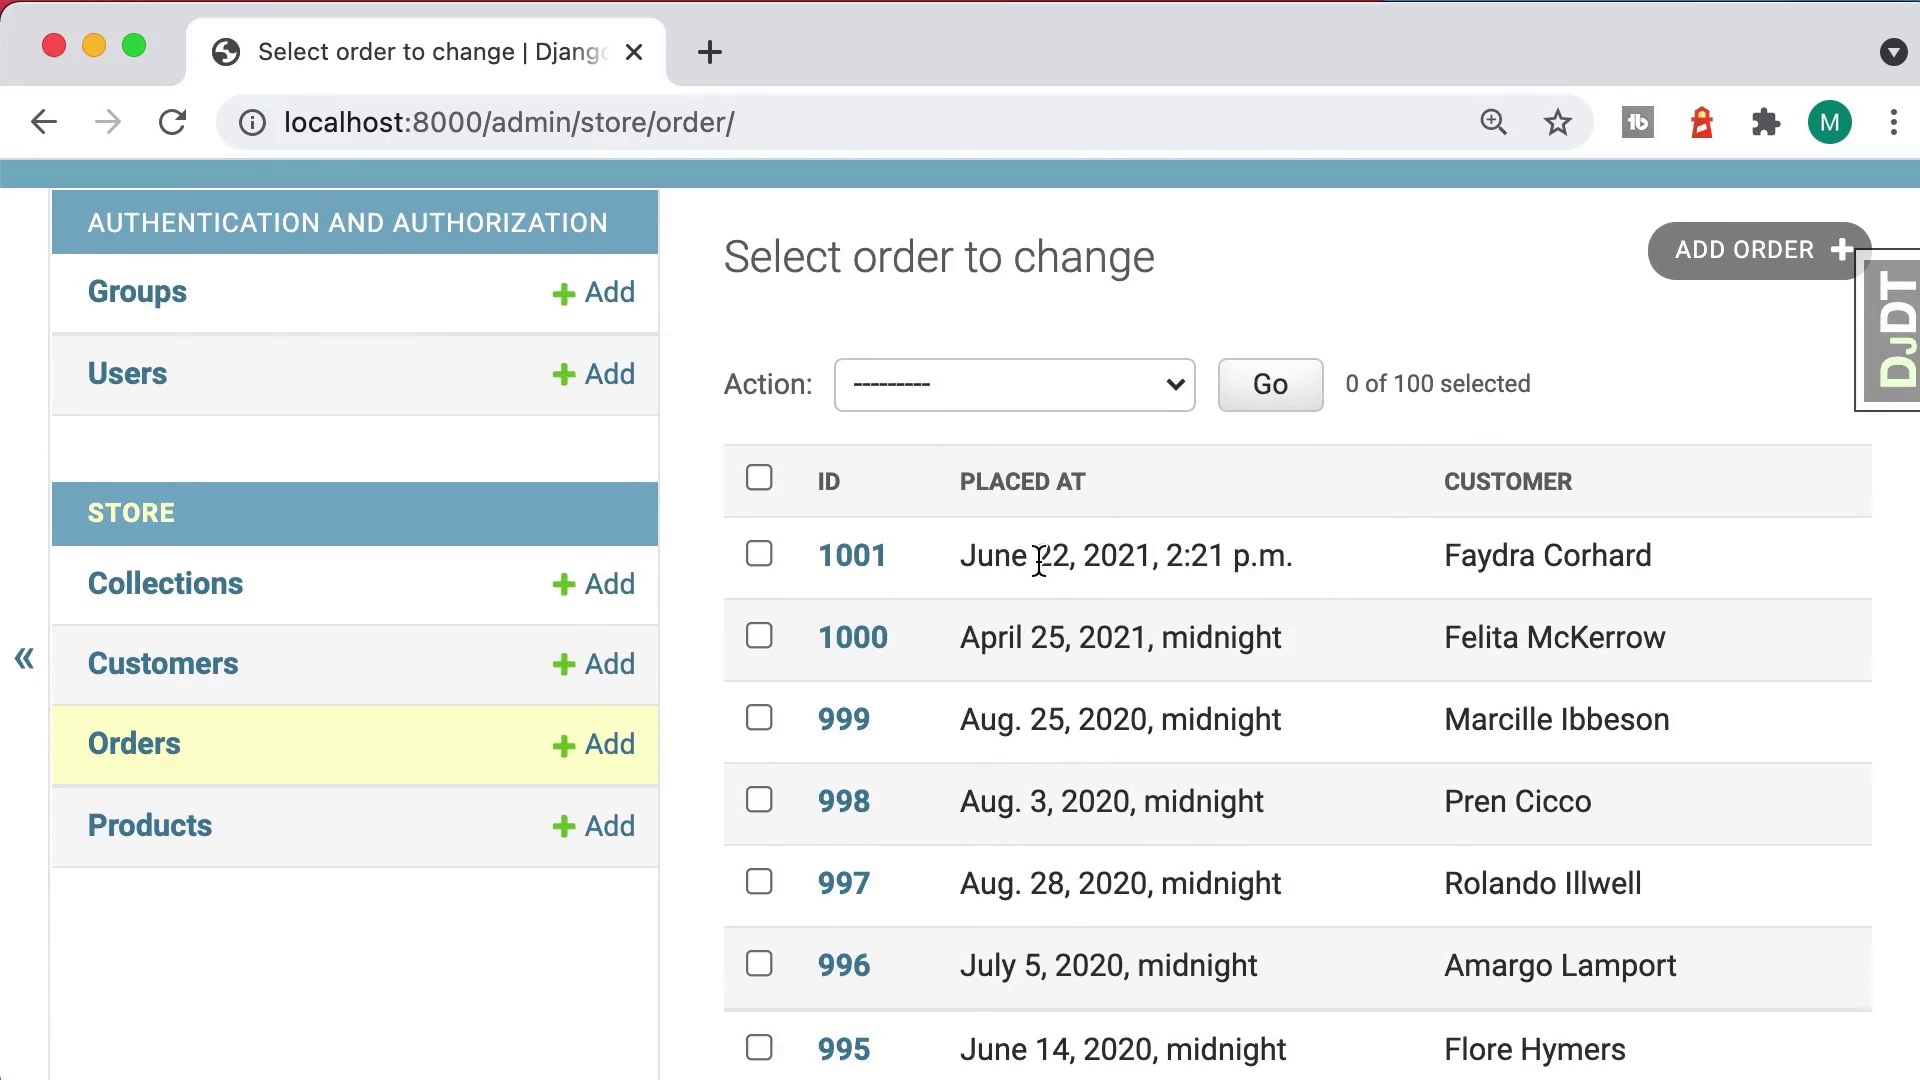 Select order to change | Djang
localhost:8000/admin/store/order/
M
AUTHENTICATION AND AUTHORIZATION
Groups Add
Users Add
STORE
Collections Add
Customers Add
Orders Add
Products Add
«
Select order to change
ADD ORDER
DJDT
Action: --------- Go 0 of 100 selected
ID PLACED AT CUSTOMER
1001 June 22, 2021, 2:21 p.m. Faydra Corhard
1000 April 25, 2021, midnight Felita McKerrow
999 Aug. 25, 2020, midnight Marcille Ibbeson
998 Aug. 3, 2020, midnight Pren Cicco
997 Aug. 28, 2020, midnight Rolando Illwell
996 July 5, 2020, midnight Amargo Lamport
995 June 14, 2020, midnight Flore Hymers